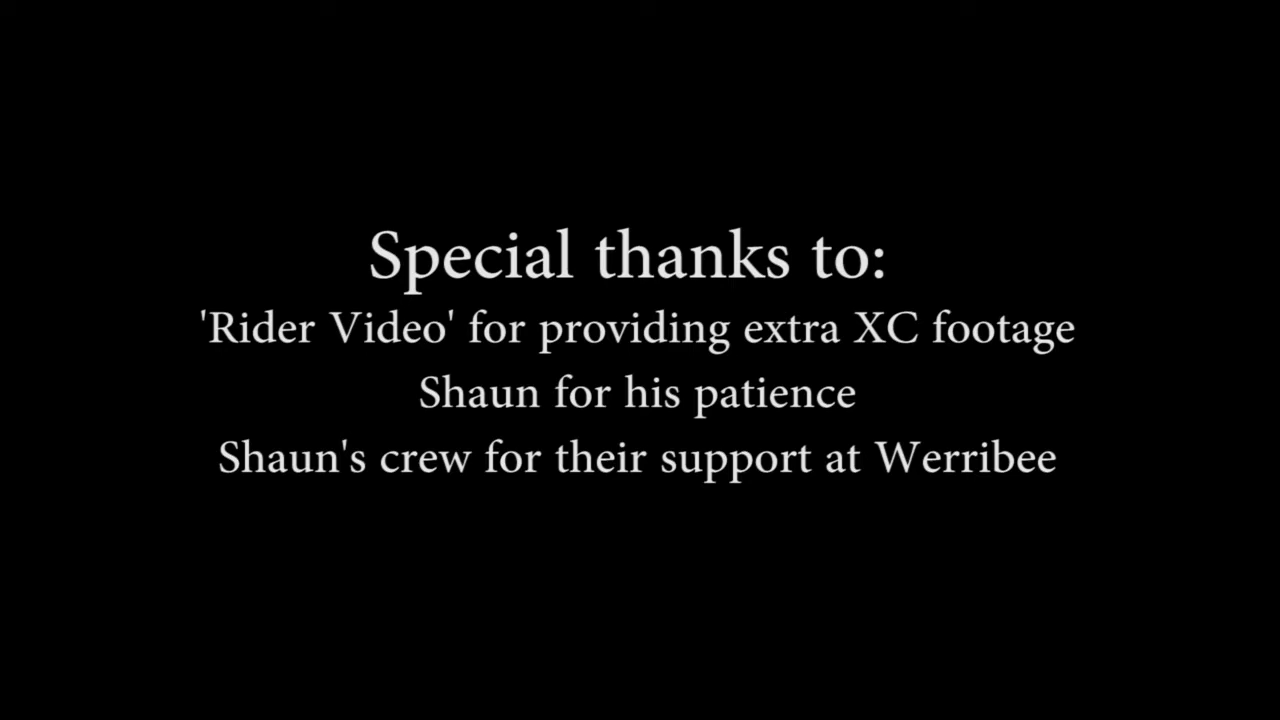 Special thanks to:
'Rider Video' for providing extra XC footage
Shaun for his patience
Shaun's crew for their support at Werribee